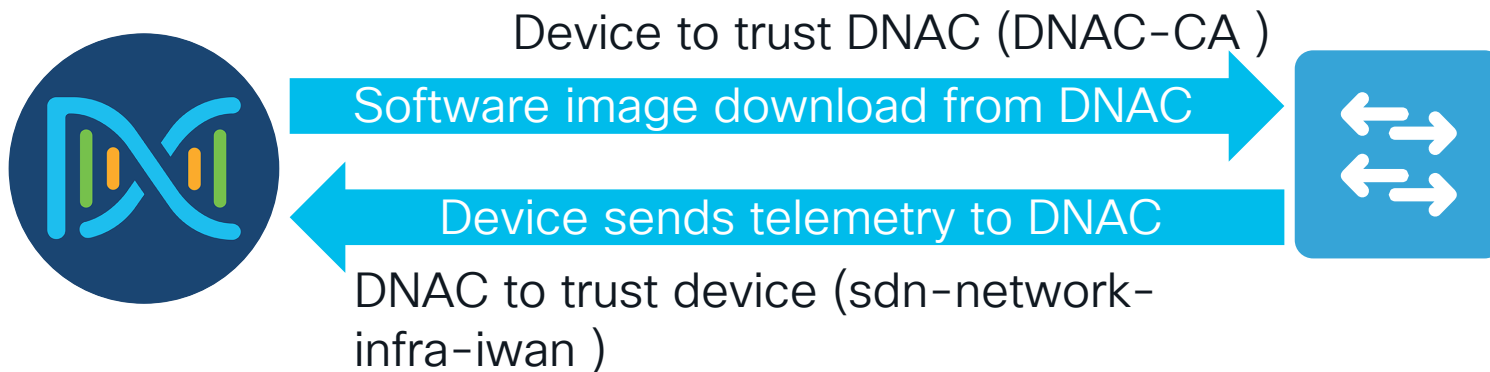 Device to trust DNAC (DNAC-CA )
Software image download from DNAC
Device sends telemetry to DNAC
DNAC to trust device (sdn-network-
infra-iwan )